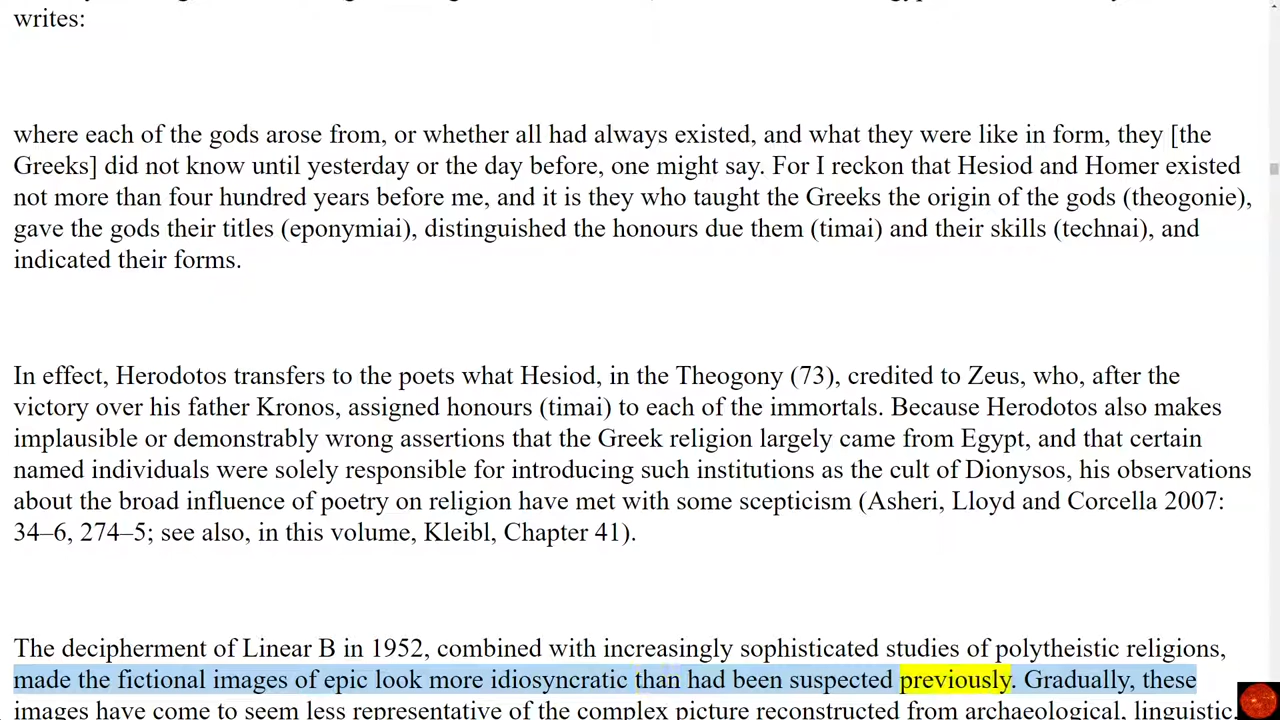 writes:
where each of the gods arose from, or whether all had always existed, and what they were like in form, they [the
Greeks] did not know until yesterday or the day before, one might say. For I reckon that Hesiod and Homer existed
not more than four hundred years before me, and it is they who taught the Greeks the origin of the gods (theogonie),
gave the gods their titles (eponymiai), distinguished the honours due them (timai) and their skills (technai), and
indicated their forms.
In effect, Herodotos transfers to the poets what Hesiod, in the Theogony (73), credited to Zeus, who, after the
victory over his father Kronos, assigned honours (timai) to each of the immortals. Because Herodotos also makes
implausible or demonstrably wrong assertions that the Greek religion largely came from Egypt, and that certain
named individuals were solely responsible for introducing such institutions as the cult of Dionysos, his observations
about the broad influence of poetry on religion have met with some scepticism (Asheri, Lloyd and Corcella 2007:
34–6, 274–5; see also, in this volume, Kleibl, Chapter 41).
The decipherment of Linear B in 1952, combined with increasingly sophisticated studies of polytheistic religions,
made the fictional images of epic look more idiosyncratic than had been suspected previously. Gradually, these
images have come to seem less representative of the complex picture reconstructed from archaeological, linguistic,